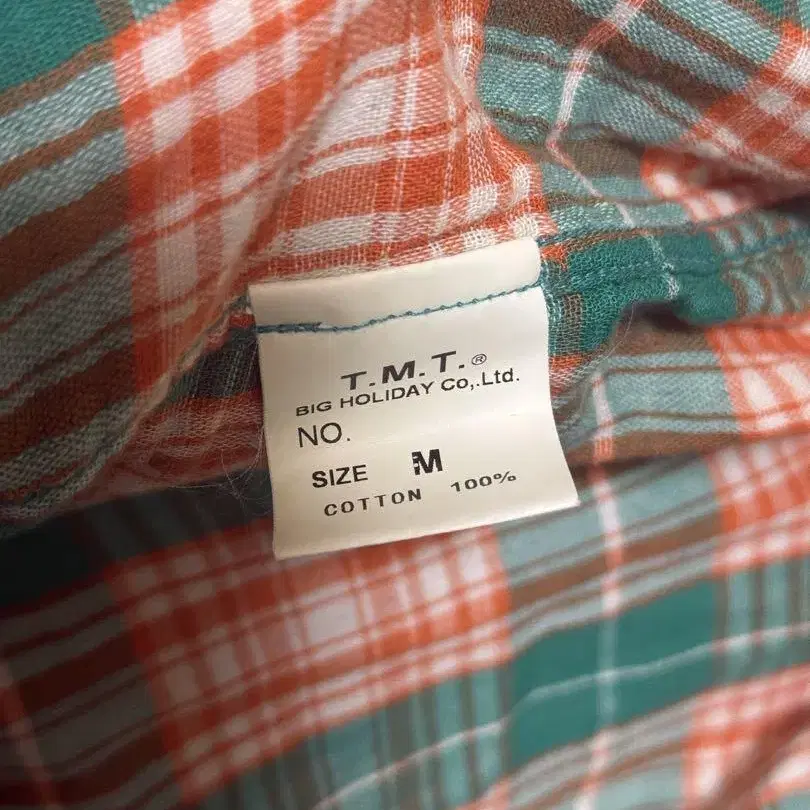 T.M.T.®
BIG HOLIDAY Co,.Ltd.
NO.
SIZE M
COTTON 100%